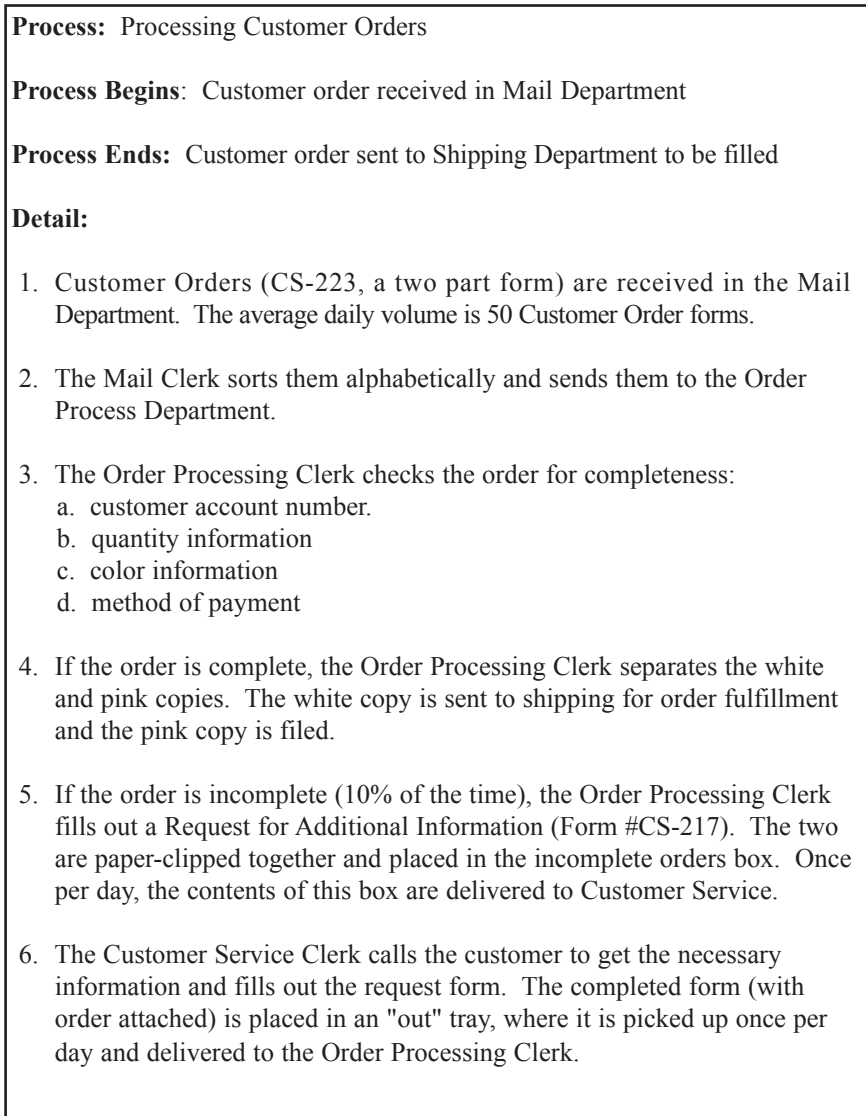 Process: Processing Customer Orders
Process Begins: Customer order received in Mail Department
Process Ends: Customer order sent to Shipping Department to be filled
Detail:
1. Customer Orders (CS-223, a two part form) are received in the Mail
Department. The average daily volume is 50 Customer Order forms.
2. The Mail Clerk sorts them alphabetically and sends them to the Order
Process Department.
3. The Order Processing Clerk checks the order for completeness:
a. customer account number.
b. quantity information
c. color information
d. method of payment
4. If the order is complete, the Order Processing Clerk separates the white
and pink copies. The white copy is sent to shipping for order fulfillment
and the pink copy is filed.
5. If the order is incomplete (10% of the time), the Order Processing Clerk
fills out a Request for Additional Information (Form #CS-217). The two
are paper-clipped together and placed in the incomplete orders box. Once
per day, the contents of this box are delivered to Customer Service.
6. The Customer Service Clerk calls the customer to get the necessary
information and fills out the request form. The completed form (with
order attached) is placed in an "out" tray, where it is picked up once per
day and delivered to the Order Processing Clerk.